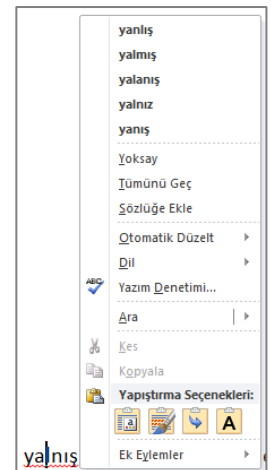 yanlış
yalmış
yalanış
yalnız
yanış
Yoksay
Tümünü Geç
Sözlüğe Ekle
Otomatik Düzelt
Dil
ABC
Yazım Denetimi...
Ara
Kes
Kopyala
Yapıştırma Seçenekleri:
a A
yalnış
Ek Eylemler